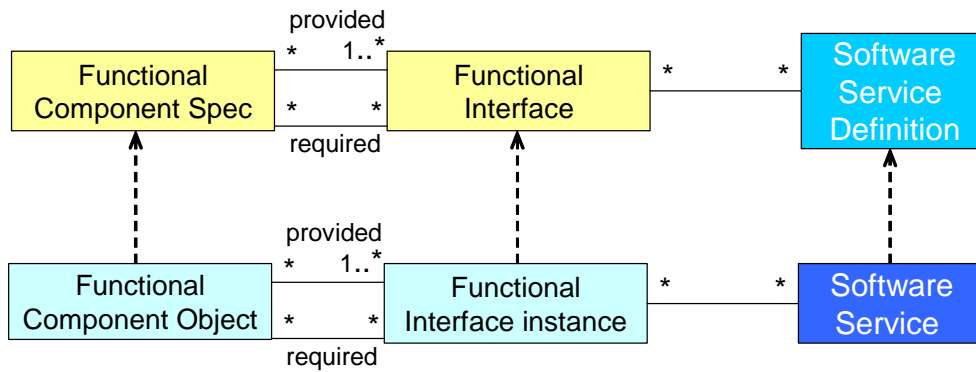 provided
* 1..*
Functional
Component Spec
* *
required
Functional
Interface
* *
Software
Service
Definition
provided
* 1..*
Functional
Component Object
* *
required
Functional
Interface instance
* *
Software
Service